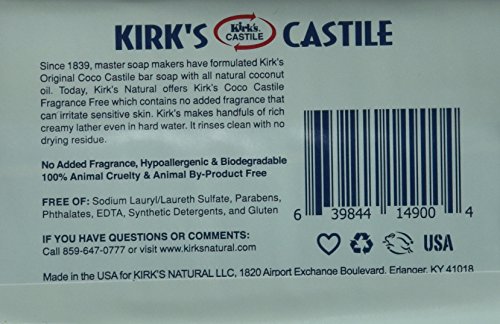 KIRK'S Kirk's CASTILE CASTILE
Since 1839, master soap makers have formulated Kirk's
Original Coco Castile bar soap with all natural coconut
oil. Today, Kirk's Natural offers Kirk's Coco Castile
Fragrance Free which contains no added fragrance that
can irritate sensitive skin. Kirk's makes handfuls of rich
creamy lather even in hard water. It rinses clean with no
drying residue.
No Added Fragrance, Hypoallergenic & Biodegradable
100% Animal Cruelty & Animal By-Product Free
FREE OF: Sodium Lauryl/Laureth Sulfate, Parabens,
Phthalates, EDTA, Synthetic Detergents, and Gluten
6 39844 14900 4
IF YOU HAVE QUESTIONS OR COMMENTS:
Call 859-647-0777 or visit www.kirksnatural.com
USA
Made in the USA for KIRK'S NATURAL LLC, 1820 Airport Exchange Boulevard, Erlanger, KY 41018